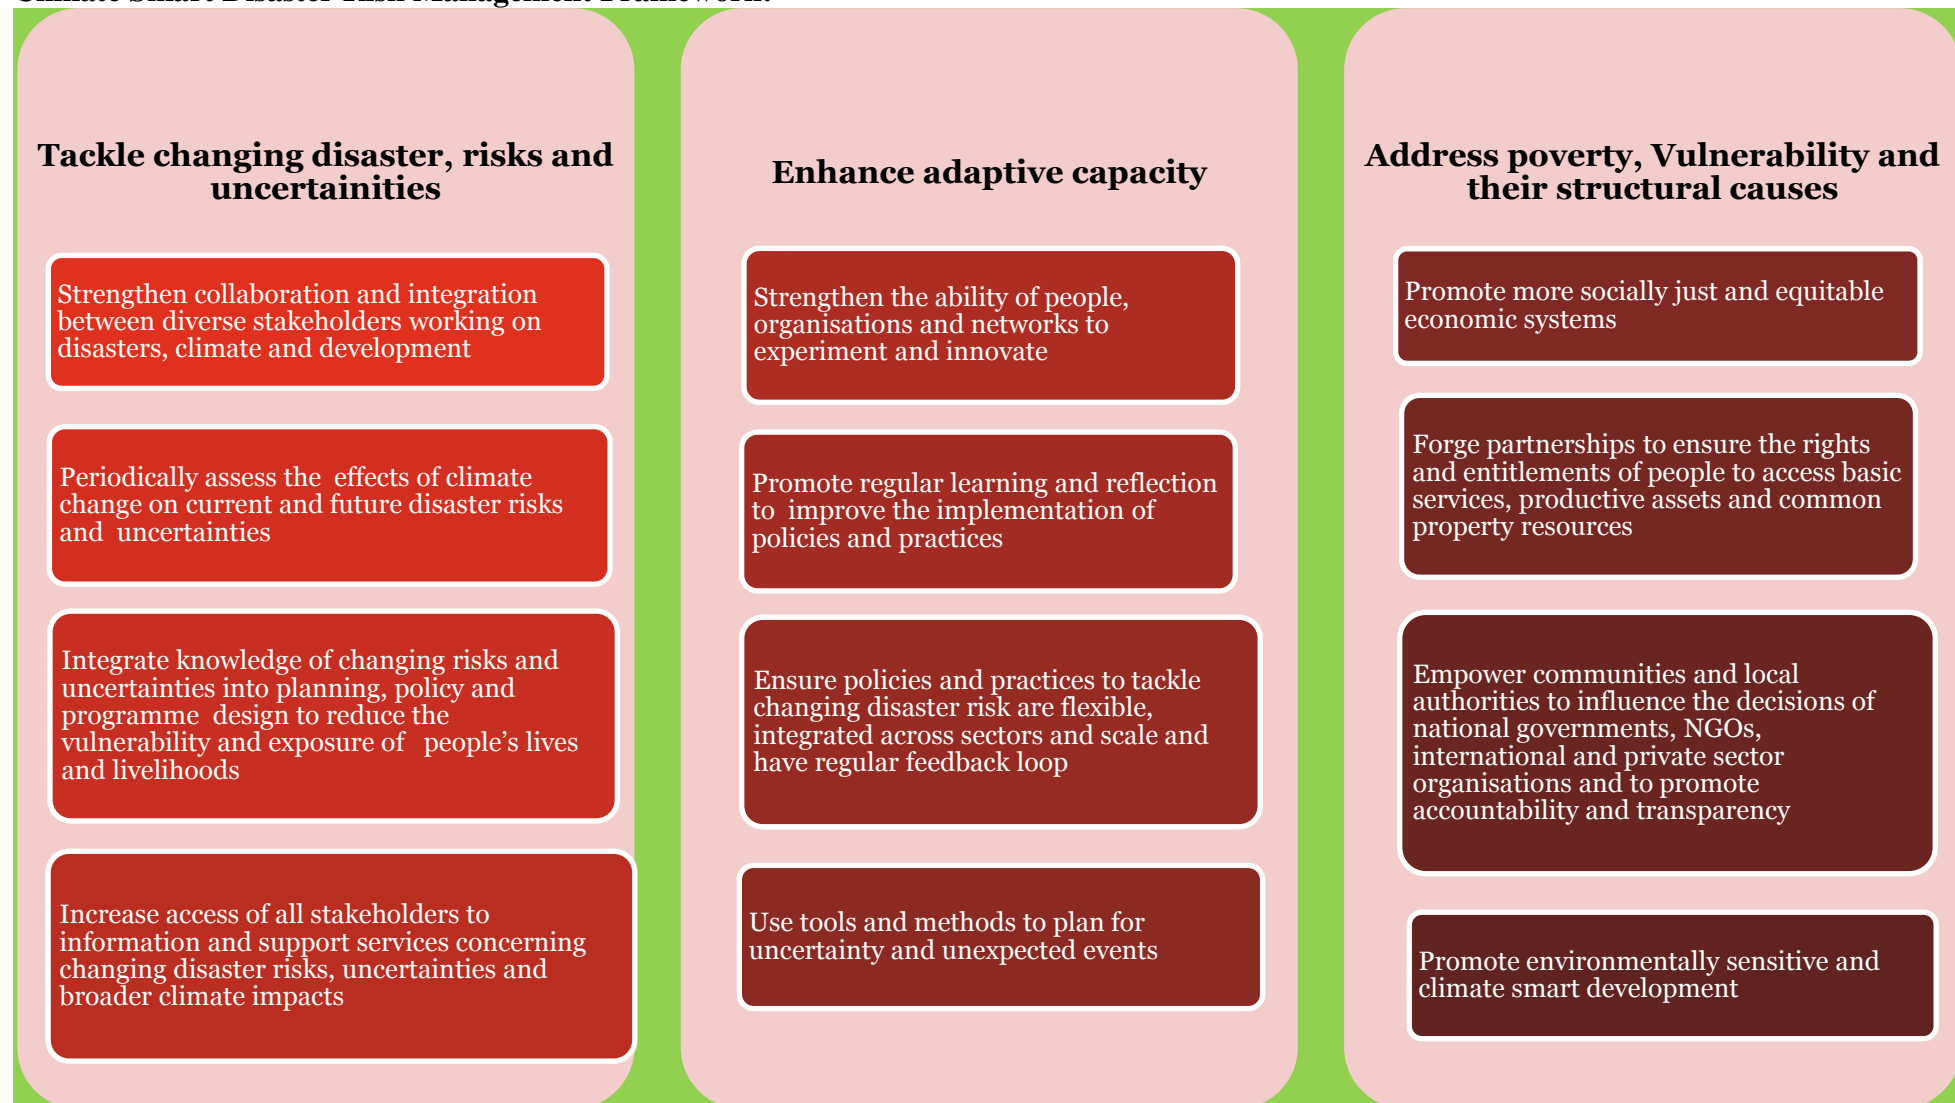 Climate Smart Disaster Risk Management Framework:
Tackle changing disaster, risks and
uncertainities
Strengthen collaboration and integration
between diverse stakeholders working on
disasters, climate and development
Periodically assess the  effects of climate
change on current and future disaster risks
and  uncertainties
Integrate knowledge of changing risks and
uncertainties into planning, policy and
programme  design to reduce the
vulnerability and exposure of   people’s lives
and livelihoods
Increase access of all stakeholders to
information and support services concerning
changing disaster risks, uncertainties and
broader climate impacts
Enhance adaptive capacity
Strengthen the ability of people,
organisations and networks to
experiment and innovate
Promote regular learning and reflection
to  improve the implementation of
policies and practices
Ensure policies and practices to tackle
changing disaster risk are flexible,
integrated across sectors and scale and
have regular feedback loop
Use tools and methods to plan for
uncertainty and unexpected events
Address poverty, Vulnerability and
their structural causes
Promote more socially just and equitable
economic systems
Forge partnerships to ensure the rights
and entitlements of people to access basic
services, productive assets and common
property resources
Empower communities and local
authorities to influence the decisions of
national governments, NGOs,
international and private sector
organisations and to promote
accountability and transparency
Promote environmentally sensitive and
climate smart development